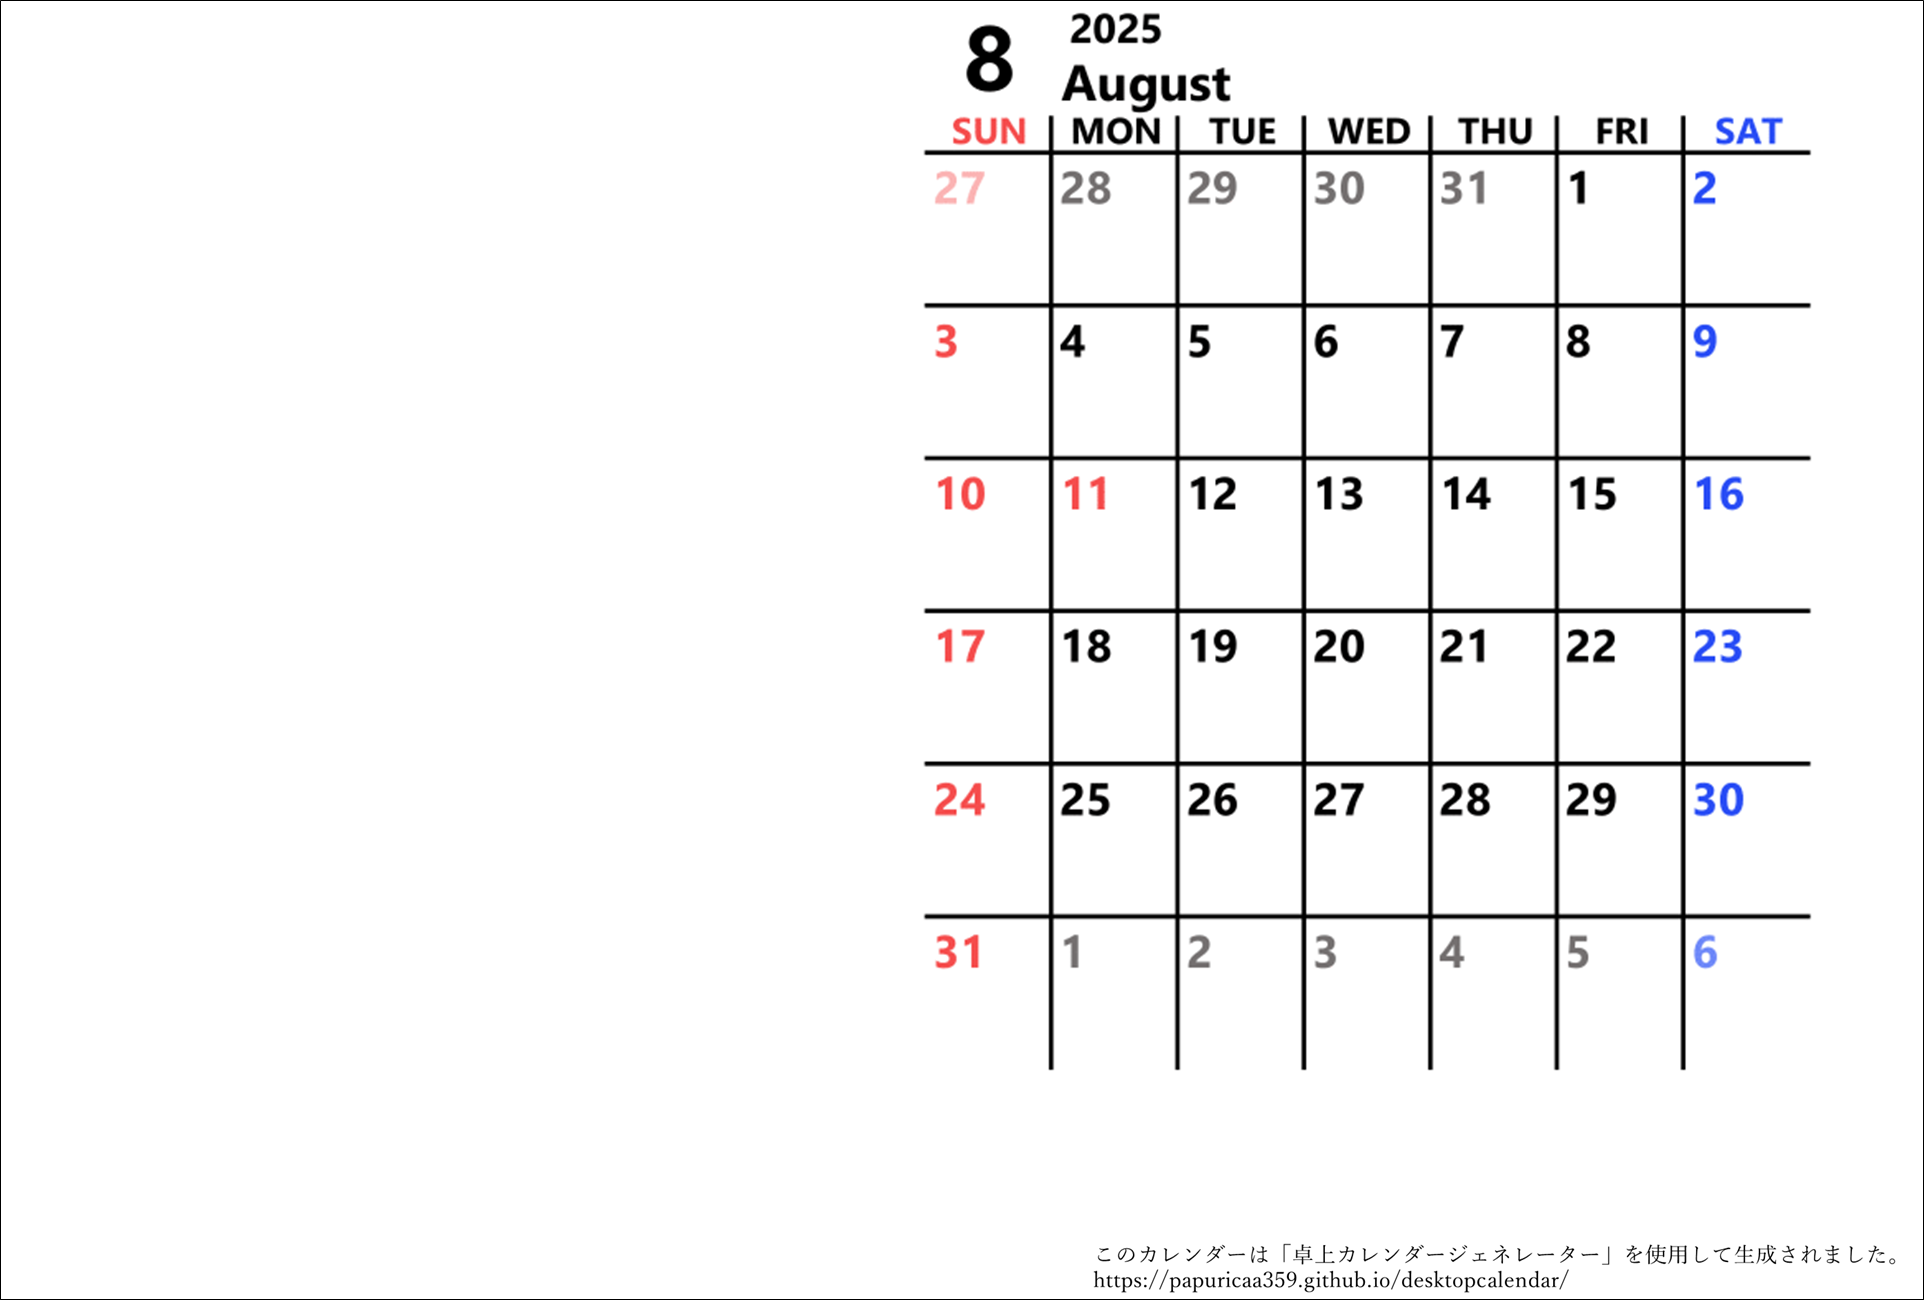 8
2025
August
SUN MON TUE WED THU FRI SAT
27 28 29 30 31 1 2
3 4 5 6 7 8 9
10 11 12 13 14 15 16
17 18 19 20 21 22 23
24 25 26 27 28 29 30
31 1 2 3 4 5 6
このカレンダーは「卓上カレンダージェネレーター」を使用して生成されました。
https://papuricaa359.github.io/desktopcalendar/